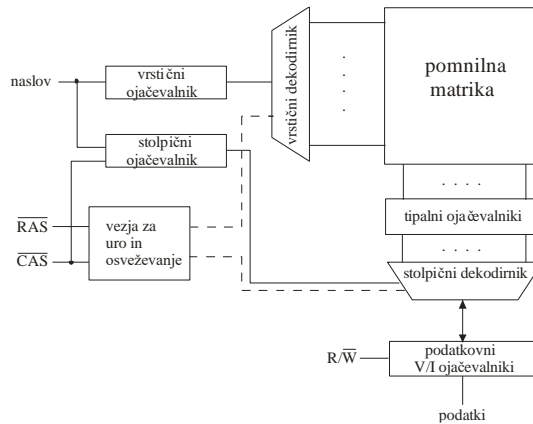 naslov
vrstični
ojačevalnik
vrstični dekodirnik
pomnilna
matrika
stolpični
ojačevalnik
RAS
CAS
vezja za
uro in
osveževanje
tipalni ojačevalniki
stolpični dekodirnik
R/W
podatkovni
V/I ojačevalniki
podatki